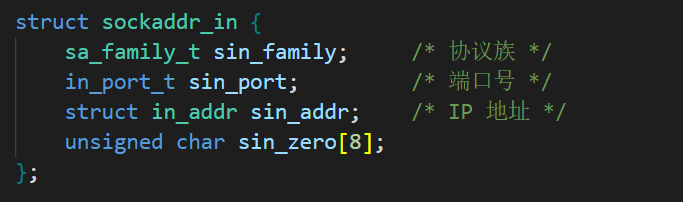 struct sockaddr_in {
    sa_family_t sin_family;     /* 协议族 */
    in_port_t sin_port;         /* 端口号 */
    struct in_addr sin_addr;    /* IP 地址 */
    unsigned char sin_zero[8];
};